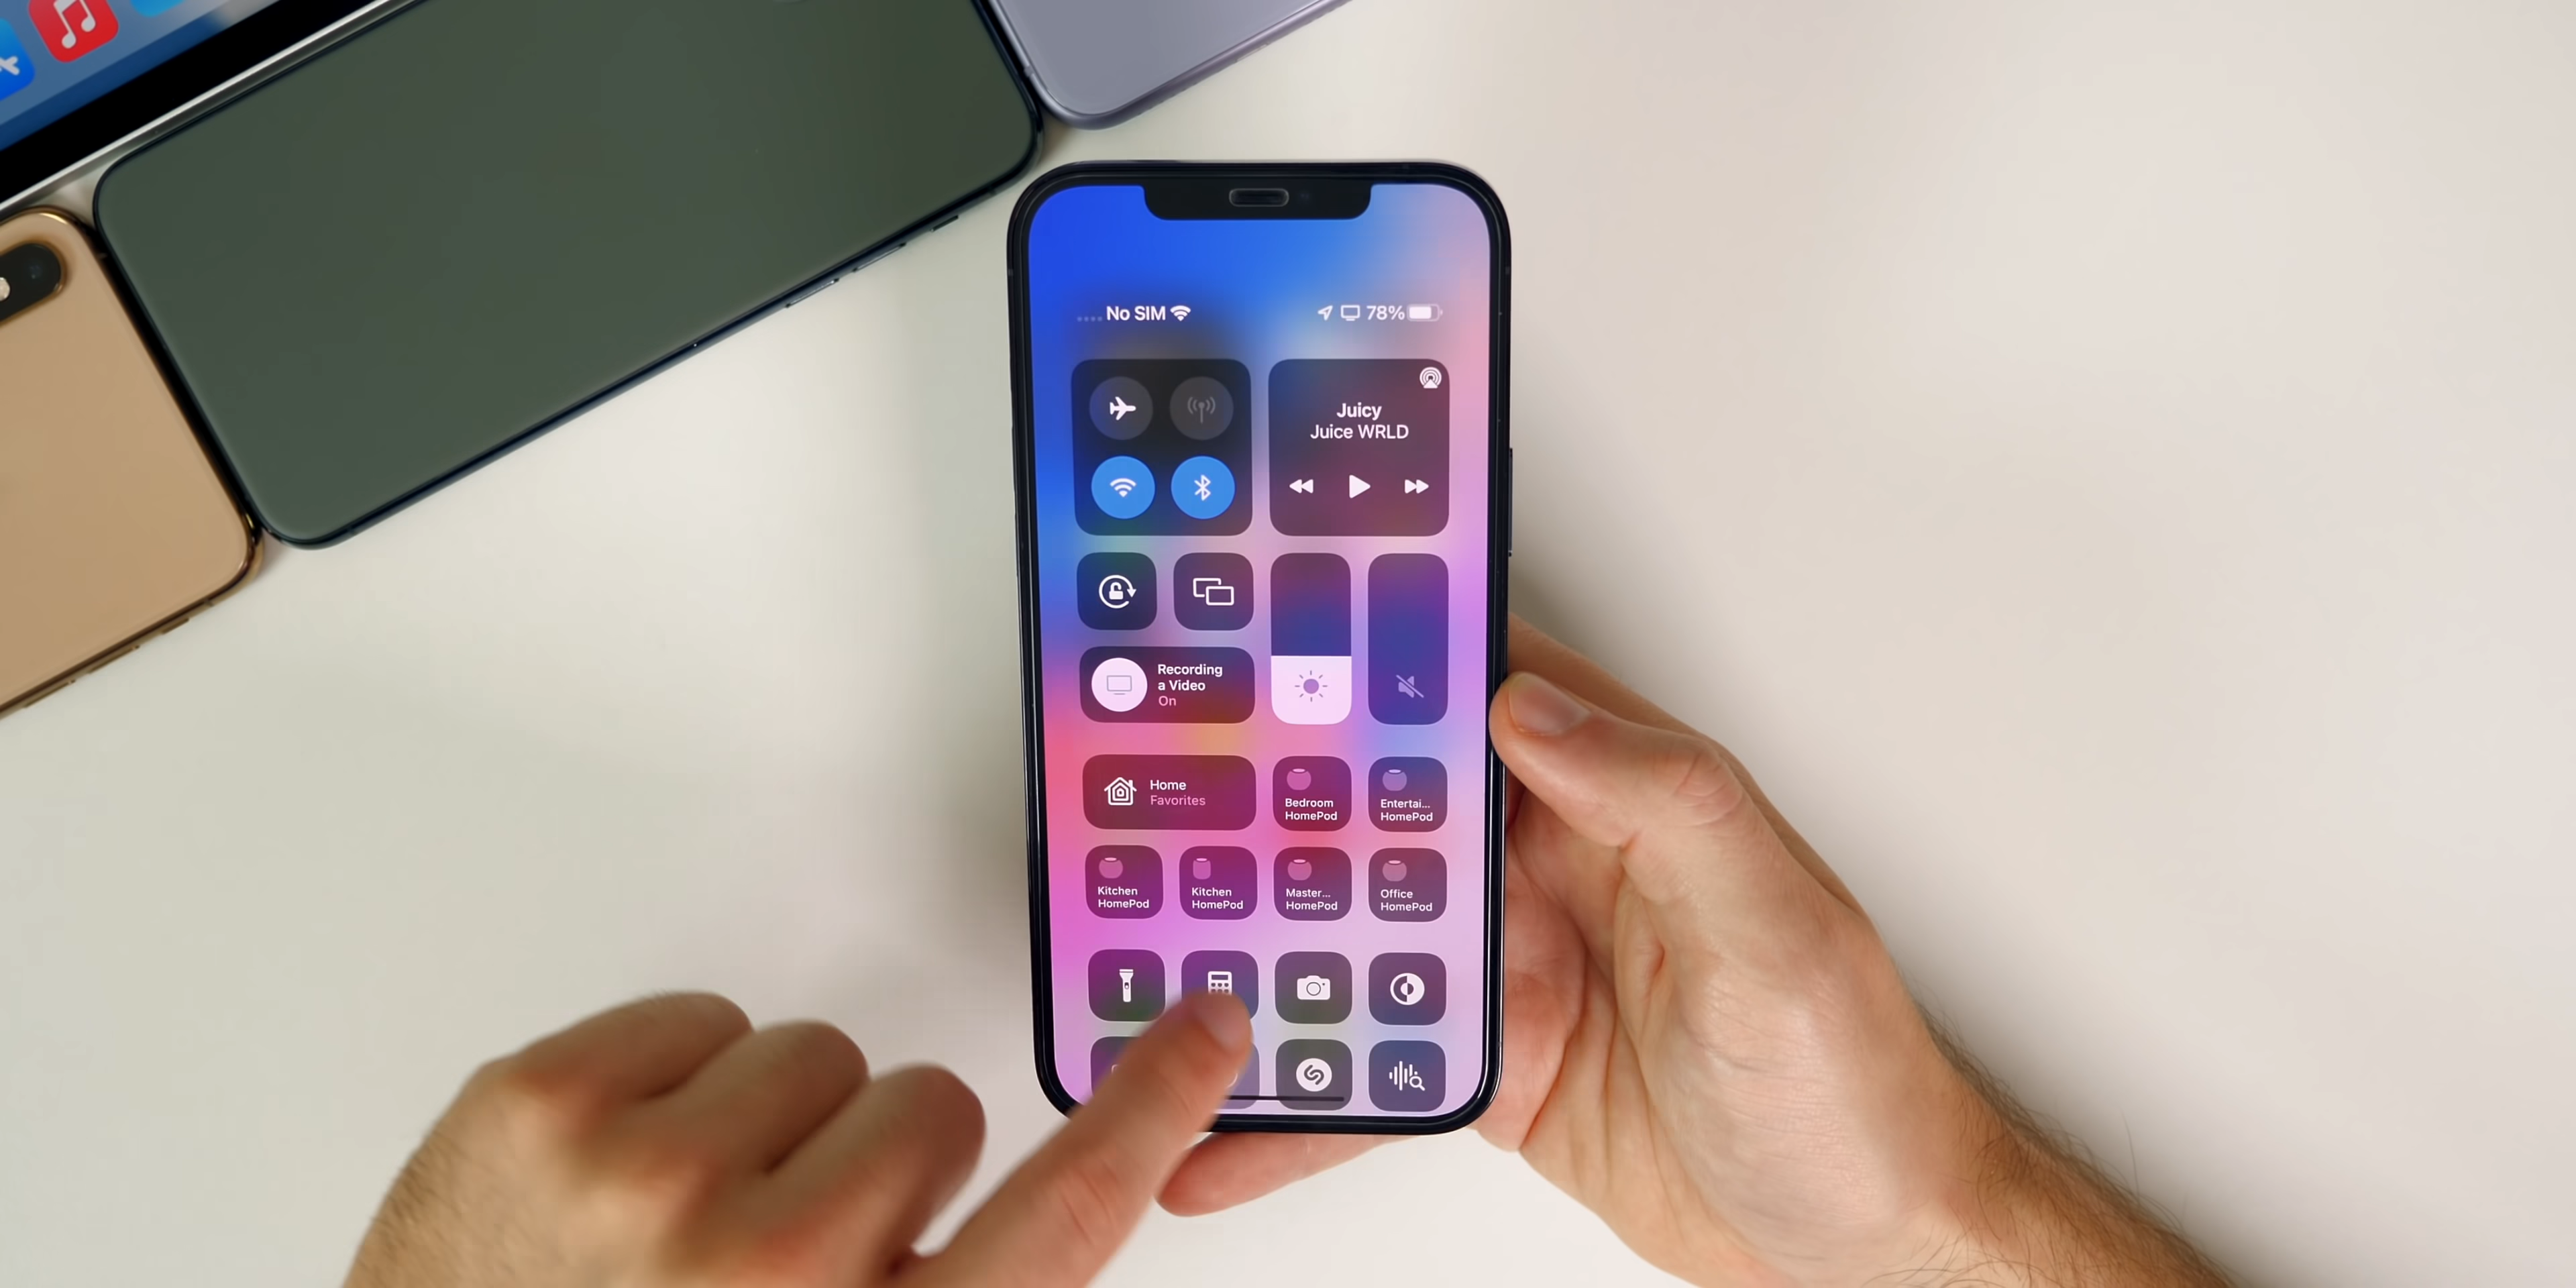 No SIM
78%
Juicy
Juice WRLD
Recording
a Video
On
Home
Favorites
Bedroom
HomePod
Entertai...
HomePod
Kitchen
HomePod
Kitchen
HomePod
Master...
HomePod
Office
HomePod